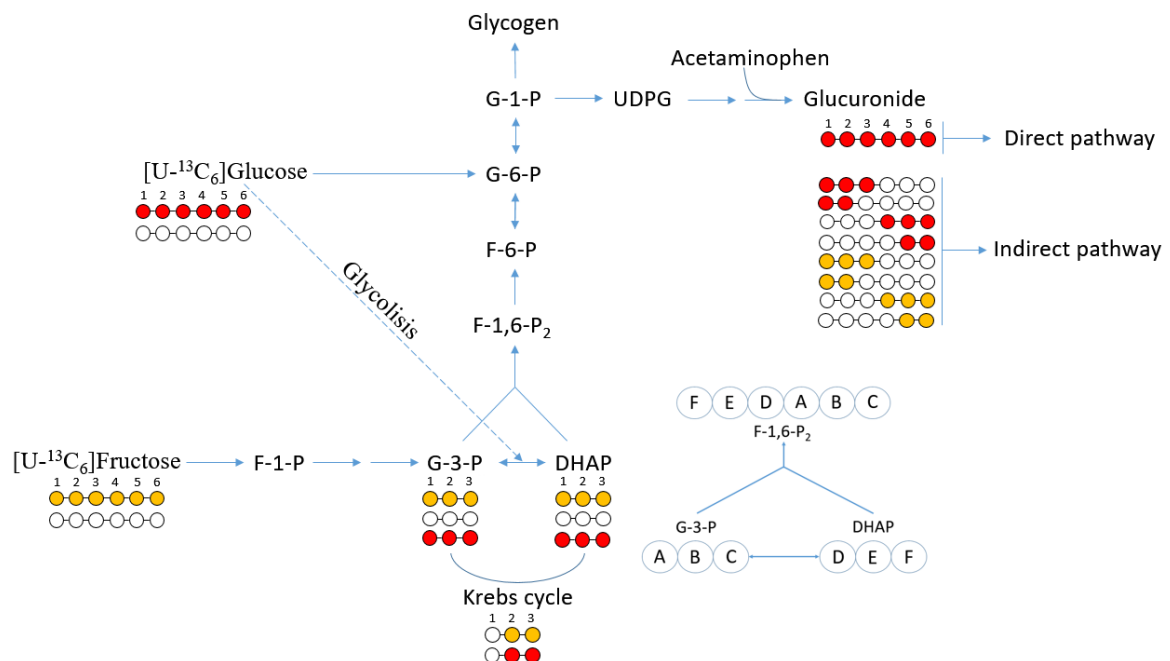 Glycogen
Acetaminophen
G-1-P
UDPG
Glucuronide
1 2 3 4 5 6
Direct pathway
[U-¹³C₆]Glucose
G-6-P
1 2 3 4 5 6
F-6-P
Indirect pathway
Glycolisis
F-1,6-P₂
F E D A B C
F-1,6-P₂
[U-¹³C₆]Fructose
F-1-P
G-3-P
DHAP
1 2 3 4 5 6
1 2 3
1 2 3
G-3-P
DHAP
A B C
D E F
Krebs cycle
1 2 3